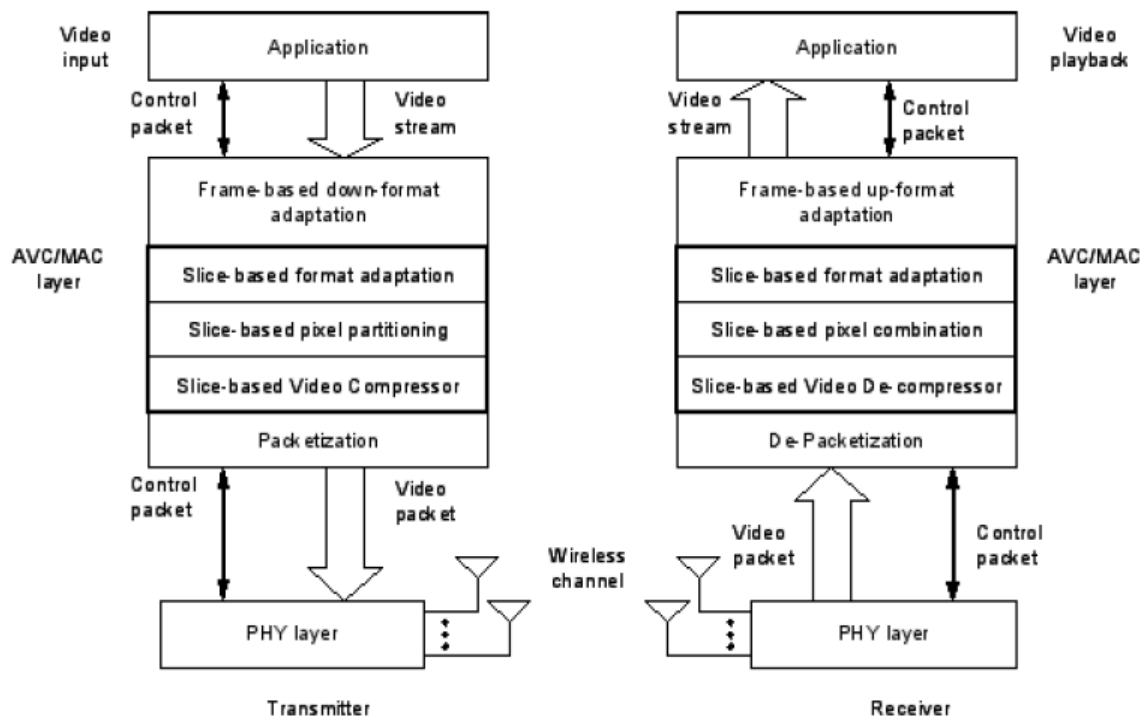 Video
input
Application
Control
packet
Video
stream
Frame-based down-format
adaptation
AVC/MAC
layer
Slice-based format adaptation
Slice-based pixel partitioning
Slice-based Video Compressor
Packetization
Control
packet
Video
packet
PHY layer
Transmitter
Wireless
channel
Application
Video
playback
Video
stream
Control
packet
Frame-based up-format
adaptation
Slice-based format adaptation
AVC/MAC
layer
Slice-based pixel combination
Slice-based Video De-compressor
De-Packetization
Video
packet
Control
packet
PHY layer
Receiver